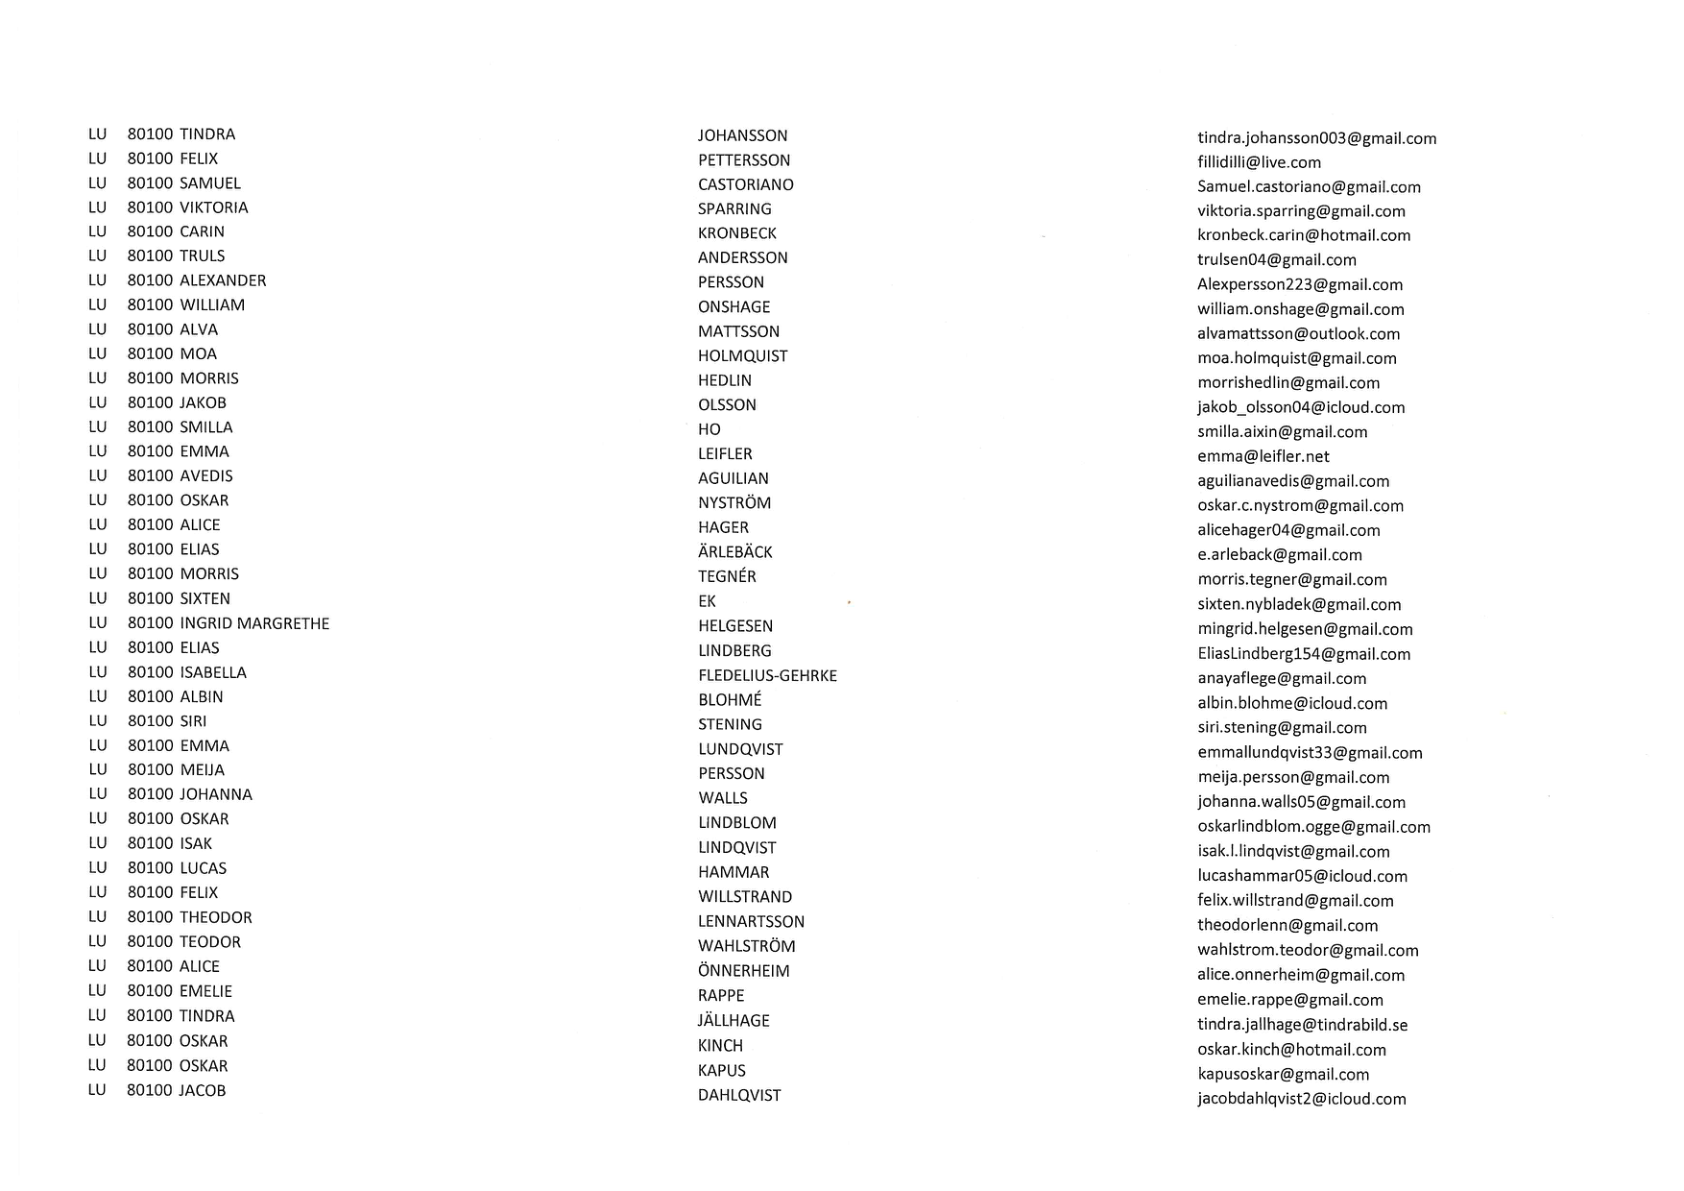 LU 80100 TINDRA JOHANSSON tindra.johansson003@gmail.com
LU 80100 FELIX PETTERSSON fillidilli@live.com
LU 80100 SAMUEL CASTORIANO Samuel.castoriano@gmail.com
LU 80100 VIKTORIA SPARRING viktoria.sparring@gmail.com
LU 80100 CARIN KRONBECK kronbeck.carin@hotmail.com
LU 80100 TRULS ANDERSSON trulsen04@gmail.com
LU 80100 ALEXANDER PERSSON Alexpersson223@gmail.com
LU 80100 WILLIAM ONSHAGE william.onshage@gmail.com
LU 80100 ALVA MATTSSON alvamattsson@outlook.com
LU 80100 MOA HOLMQUIST moa.holmquist@gmail.com
LU 80100 MORRIS HEDLIN morrishedlin@gmail.com
LU 80100 JAKOB OLSSON jakob_olsson04@icloud.com
LU 80100 SMILLA HO smilla.aixin@gmail.com
LU 80100 EMMA LEIFLER emma@leifler.net
LU 80100 AVEDIS AGUILIAN aguilianavedis@gmail.com
LU 80100 OSKAR NYSTRÖM oskar.c.nystrom@gmail.com
LU 80100 ALICE HAGER alicehager04@gmail.com
LU 80100 ELIAS ÄRLEBÄCK e.arleback@gmail.com
LU 80100 MORRIS TEGNÉR morris.tegner@gmail.com
LU 80100 SIXTEN EK sixten.nybladek@gmail.com
LU 80100 INGRID MARGRETHE HELGESEN mingrid.helgesen@gmail.com
LU 80100 ELIAS LINDBERG EliasLindberg154@gmail.com
LU 80100 ISABELLA FLEDELIUS-GEHRKE anayaflege@gmail.com
LU 80100 ALBIN BLOHMÉ albin.blohme@icloud.com
LU 80100 SIRI STENING siri.stening@gmail.com
LU 80100 EMMA LUNDQVIST emmallundqvist33@gmail.com
LU 80100 MEIJA PERSSON meija.persson@gmail.com
LU 80100 JOHANNA WALLS johanna.walls05@gmail.com
LU 80100 OSKAR LINDBLOM oskarlindblom.ogge@gmail.com
LU 80100 ISAK LINDQVIST isak.l.lindqvist@gmail.com
LU 80100 LUCAS HAMMAR lucashammar05@icloud.com
LU 80100 FELIX WILLSTRAND felix.willstrand@gmail.com
LU 80100 THEODOR LENNARTSSON theodorlenn@gmail.com
LU 80100 TEODOR WAHLSTRÖM wahlstrom.teodor@gmail.com
LU 80100 ALICE ÖNNERHEIM alice.onnerheim@gmail.com
LU 80100 EMELIE RAPPE emelie.rappe@gmail.com
LU 80100 TINDRA JÄLLHAGE tindra.jallhage@tindrabild.se
LU 80100 OSKAR KINCH oskar.kinch@hotmail.com
LU 80100 OSKAR KAPUS kapusoskar@gmail.com
LU 80100 JACOB DAHLQVIST jacobdahlqvist2@icloud.com